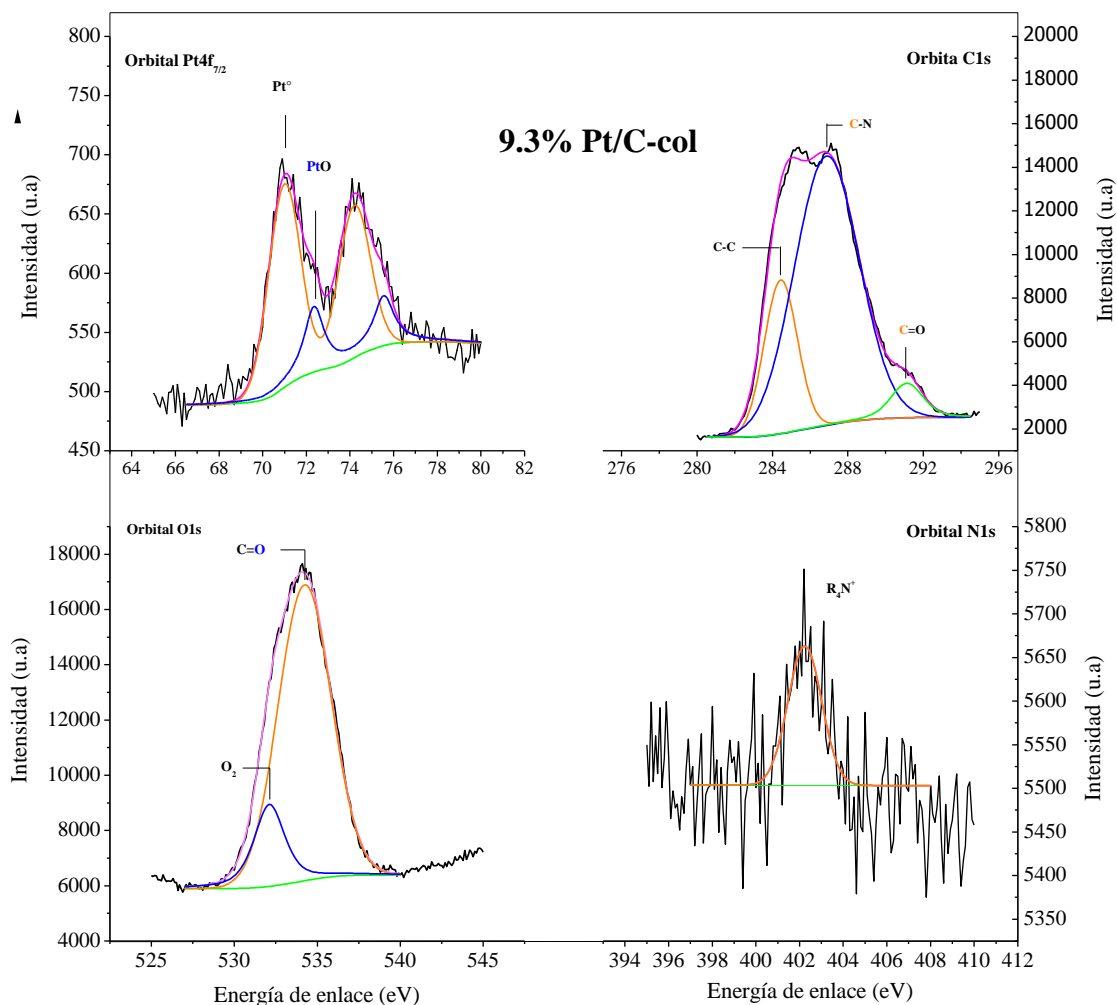 Orbital Pt4f7/2
Orbita C1s
9.3% Pt/C-col
Pt°
PtO
C-N
C-C
C=O
Intensidad (u.a)
800
750
700
650
600
550
500
450
64 66 68 70 72 74 76 78 80 82
20000
18000
16000
14000
12000
10000
8000
6000
4000
2000
Intensidad (u.a)
276 280 284 288 292 296
Orbital O1s
C=O
O2
Intensidad (u.a)
18000
16000
14000
12000
10000
8000
6000
4000
525 530 535 540 545
Energía de enlace (eV)
Orbital N1s
R4N+
5800
5750
5700
5650
5600
5550
5500
5450
5400
5350
Intensidad (u.a)
394 396 398 400 402 404 406 408 410 412
Energía de enlace (eV)